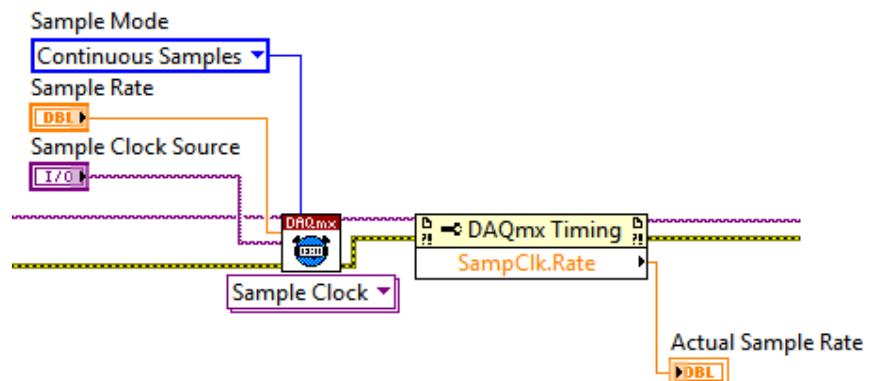 Sample Mode
Continuous Samples
Sample Rate
DBL
Sample Clock Source
I/O
DAQmx
DAQmx Timing
SampClk.Rate
Sample Clock
Actual Sample Rate
DBL